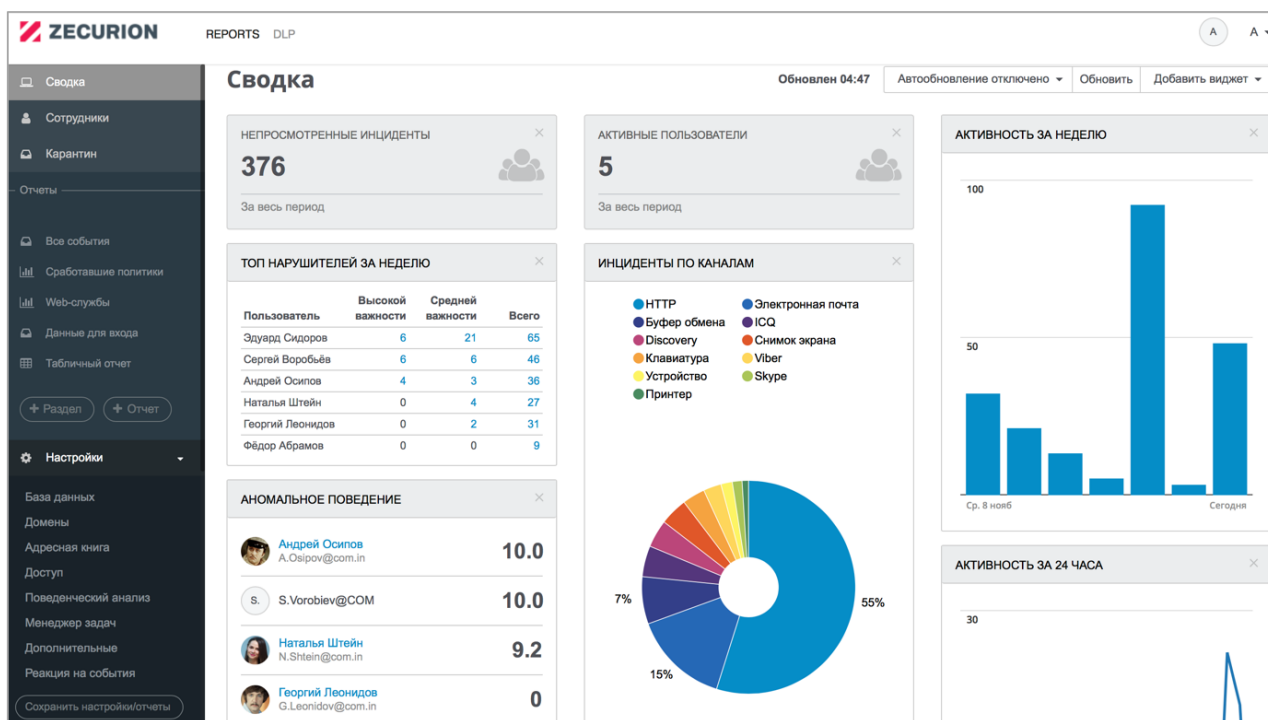 ZECURION
REPORTS DLP
A A
Сводка
Сотрудники
Карантин
Отчеты
Все события
Сработавшие политики
Web-службы
Данные для входа
Табличный отчет
+ Раздел + Отчет
Настройки
База данных
Домены
Адресная книга
Доступ
Поведенческий анализ
Менеджер задач
Дополнительные
Реакция на события
Сохранить настройки/отчеты
Сводка
Обновлен 04:47 Автообновление отключено Обновить Добавить виджет
НЕПРОСМОТРЕННЫЕ ИНЦИДЕНТЫ
376
За весь период
АКТИВНЫЕ ПОЛЬЗОВАТЕЛИ
5
За весь период
ТОП НАРУШИТЕЛЕЙ ЗА НЕДЕЛЮ
Пользователь Высокой важности Средней важности Всего
Эдуард Сидоров 6 21 65
Сергей Воробьёв 6 6 46
Андрей Осипов 4 3 36
Наталья Штейн 0 4 27
Георгий Леонидов 0 2 31
Фёдор Абрамов 0 0 9
АНОМАЛЬНОЕ ПОВЕДЕНИЕ
Андрей Осипов 10.0
A.Osipov@com.in
S. S.Vorobiev@COM 10.0
Наталья Штейн 9.2
N.Shtein@com.in
Георгий Леонидов 0
G.Leonidov@com.in
ИНЦИДЕНТЫ ПО КАНАЛАМ
HTTP Электронная почта
Буфер обмена ICQ
Discovery Снимок экрана
Клавиатура Viber
Устройство Skype
Принтер
7%
55%
15%
АКТИВНОСТЬ ЗА НЕДЕЛЮ
100
50
Ср. 8 нояб Сегодня
АКТИВНОСТЬ ЗА 24 ЧАСА
30